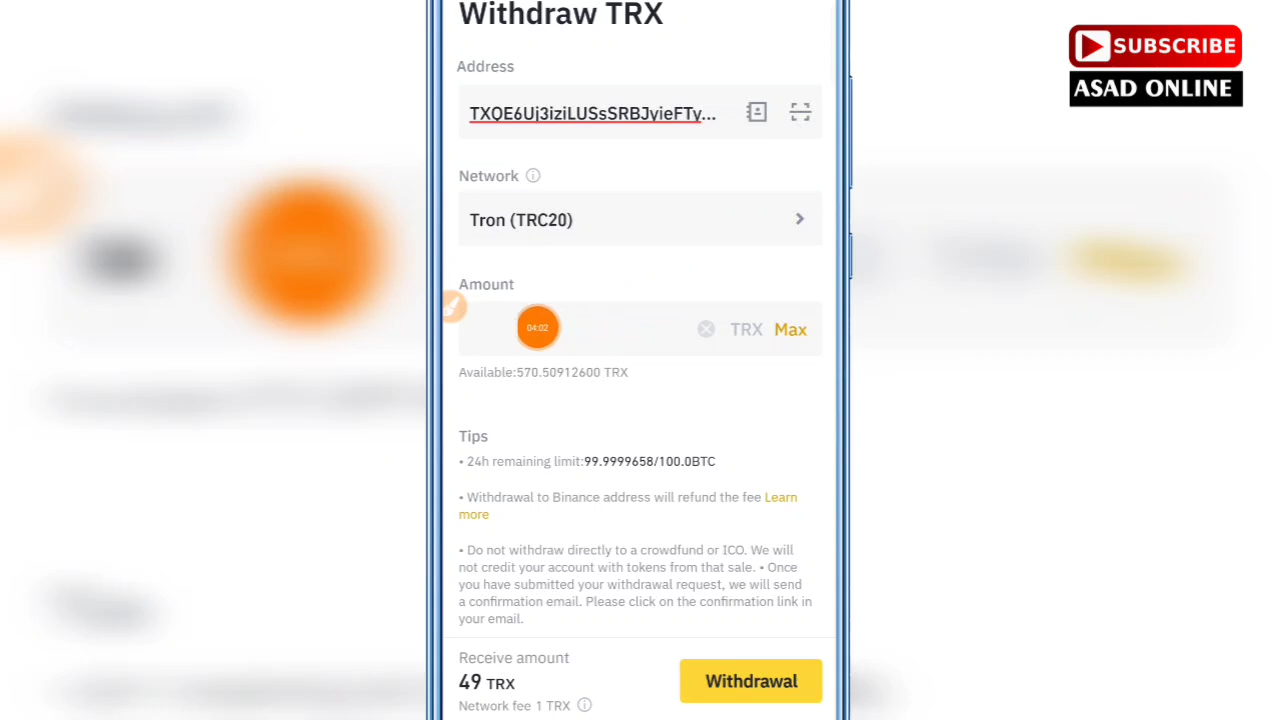 Withdraw TRX
SUBSCRIBE
ASAD ONLINE
Address
TXQE6Uj3iziLUSsSRBJyieFTy...
Network
Tron (TRC20)
Amount
04:02
TRX Max
Available:570.50912600 TRX
Tips
• 24h remaining limit:99.9999658/100.0BTC
• Withdrawal to Binance address will refund the fee Learn
more
• Do not withdraw directly to a crowdfund or ICO. We will
not credit your account with tokens from that sale. • Once
you have submitted your withdrawal request, we will send
a confirmation email. Please click on the confirmation link in
your email.
Receive amount
49 TRX
Network fee 1 TRX
Withdrawal